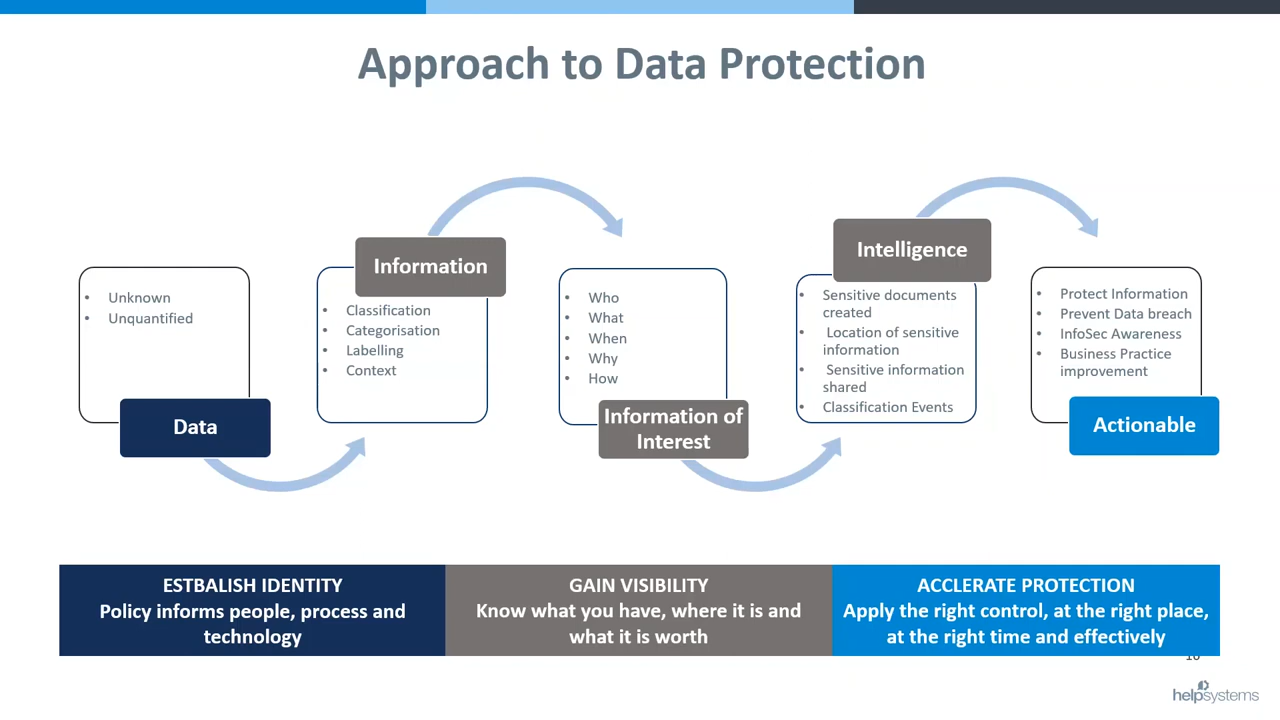 Approach to Data Protection
• Unknown
• Unquantified
Data
Information
• Classification
• Categorisation
• Labelling
• Context
• Who
• What
• When
• Why
• How
Information of
Interest
Intelligence
• Sensitive documents
created
• Location of sensitive
information
• Sensitive information
shared
• Classification Events
• Protect Information
• Prevent Data breach
• InfoSec Awareness
• Business Practice
improvement
Actionable
ESTBALISH IDENTITY
Policy informs people, process and
technology
GAIN VISIBILITY
Know what you have, where it is and
what it is worth
ACCLERATE PROTECTION
Apply the right control, at the right place,
at the right time and effectively
helpsystems